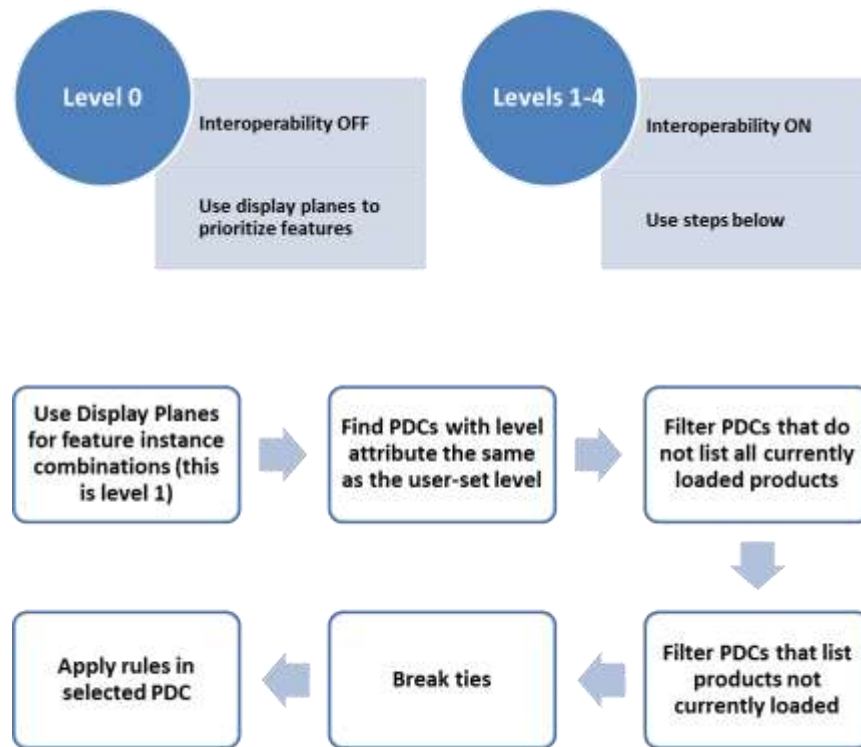 Level 0
Interoperability OFF
Use display planes to
prioritize features
Levels 1-4
Interoperability ON
Use steps below
Use Display Planes
for feature instance
combinations (this
is level 1)
Find PDCs with level
attribute the same
as the user-set level
Filter PDCs that do
not list all currently
loaded products
Filter PDCs that list
products not
currently loaded
Break ties
Apply rules in
selected PDC